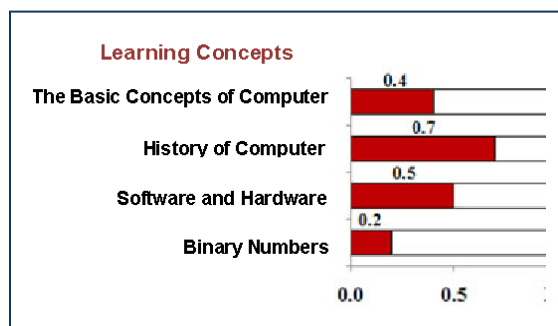 Learning Concepts
0.4
The Basic Concepts of Computer
0.7
History of Computer
0.5
Software and Hardware
0.2
Binary Numbers
0.0 0.5